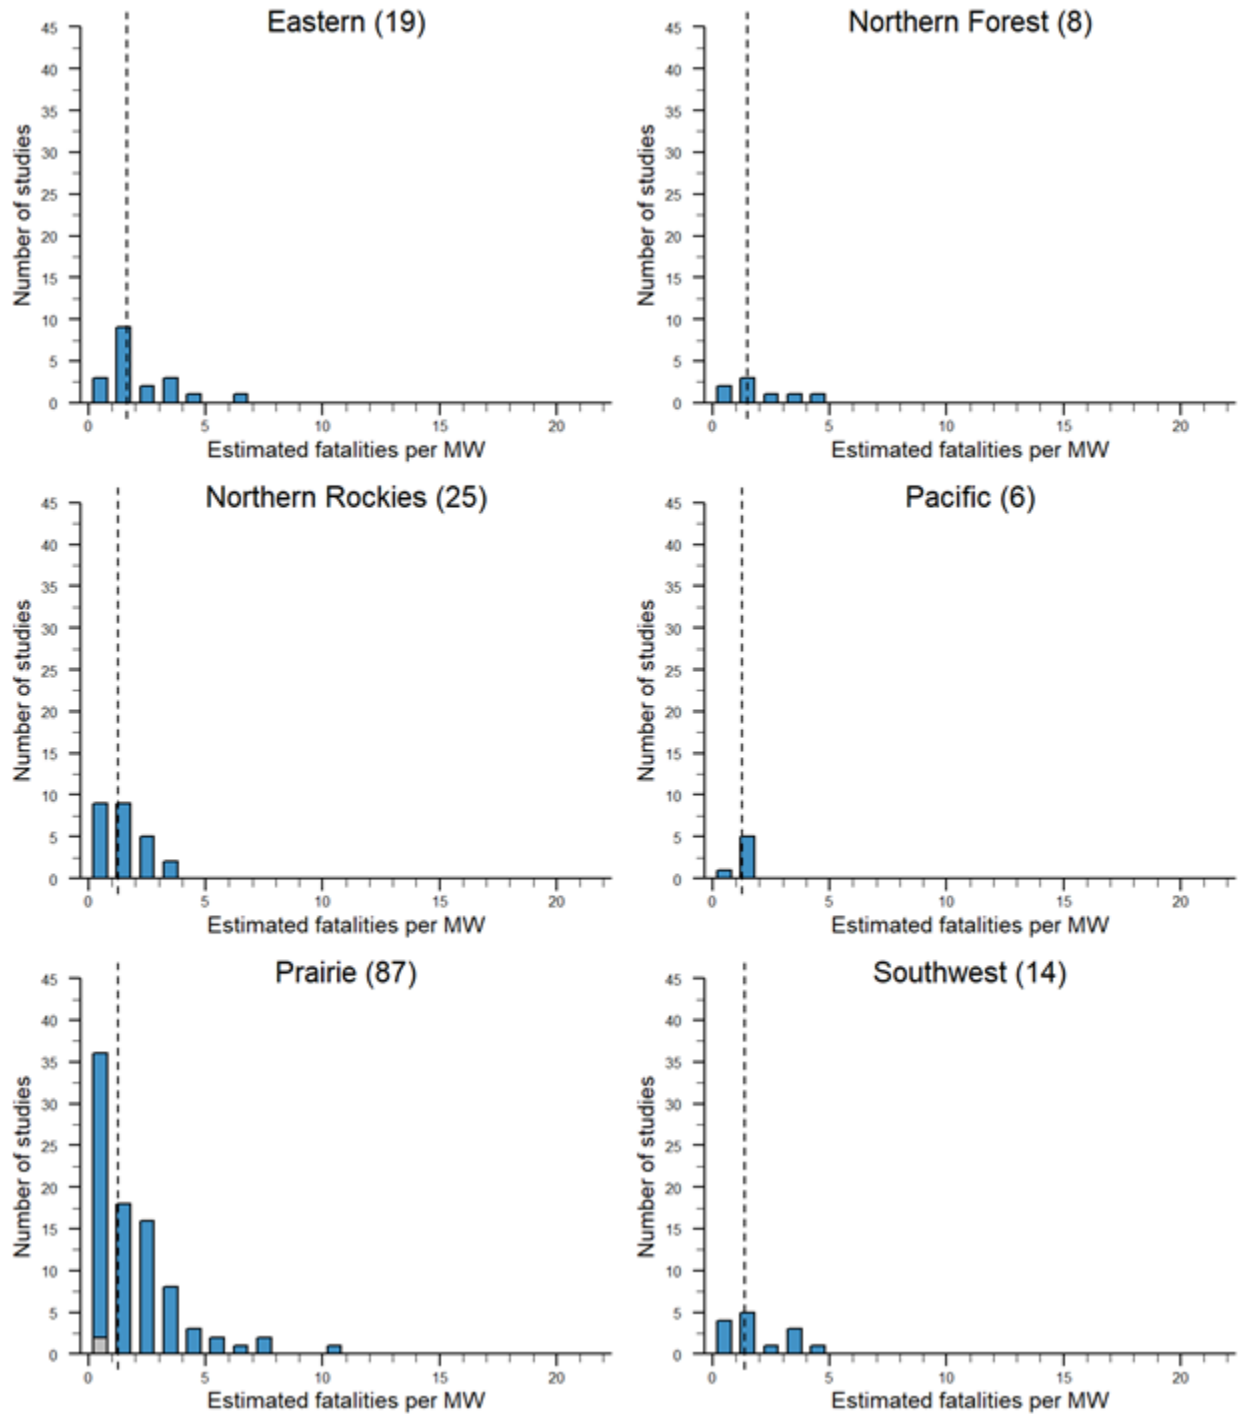 Eastern (19)
Number of studies
45
40
35
30
25
20
15
10
5
0
0 5 10 15 20
Estimated fatalities per MW
Northern Forest (8)
Number of studies
45
40
35
30
25
20
15
10
5
0
0 5 10 15 20
Estimated fatalities per MW
Northern Rockies (25)
Number of studies
45
40
35
30
25
20
15
10
5
0
0 5 10 15 20
Estimated fatalities per MW
Pacific (6)
Number of studies
45
40
35
30
25
20
15
10
5
0
0 5 10 15 20
Estimated fatalities per MW
Prairie (87)
Number of studies
45
40
35
30
25
20
15
10
5
0
0 5 10 15 20
Estimated fatalities per MW
Southwest (14)
Number of studies
45
40
35
30
25
20
15
10
5
0
0 5 10 15 20
Estimated fatalities per MW